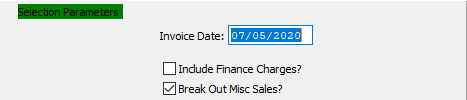 Selection Parameters
Invoice Date: 07/05/2020
Include Finance Charges?
Break Out Misc Sales?